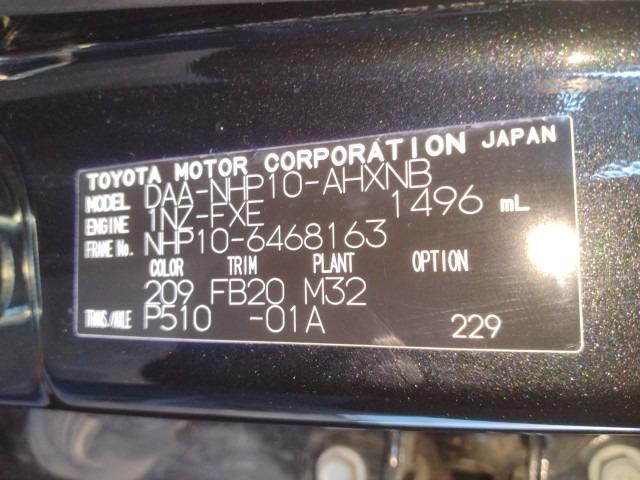 TOYOTA MOTOR CORPORATION JAPAN
MODEL DAA-NHP10-AHXNB
ENGINE 1NZ-FXE 1496 mL
FRAME No. NHP10-6468163
COLOR TRIM PLANT OPTION
209 FB20 M32
TRANS./AXLE P510 -01A 229